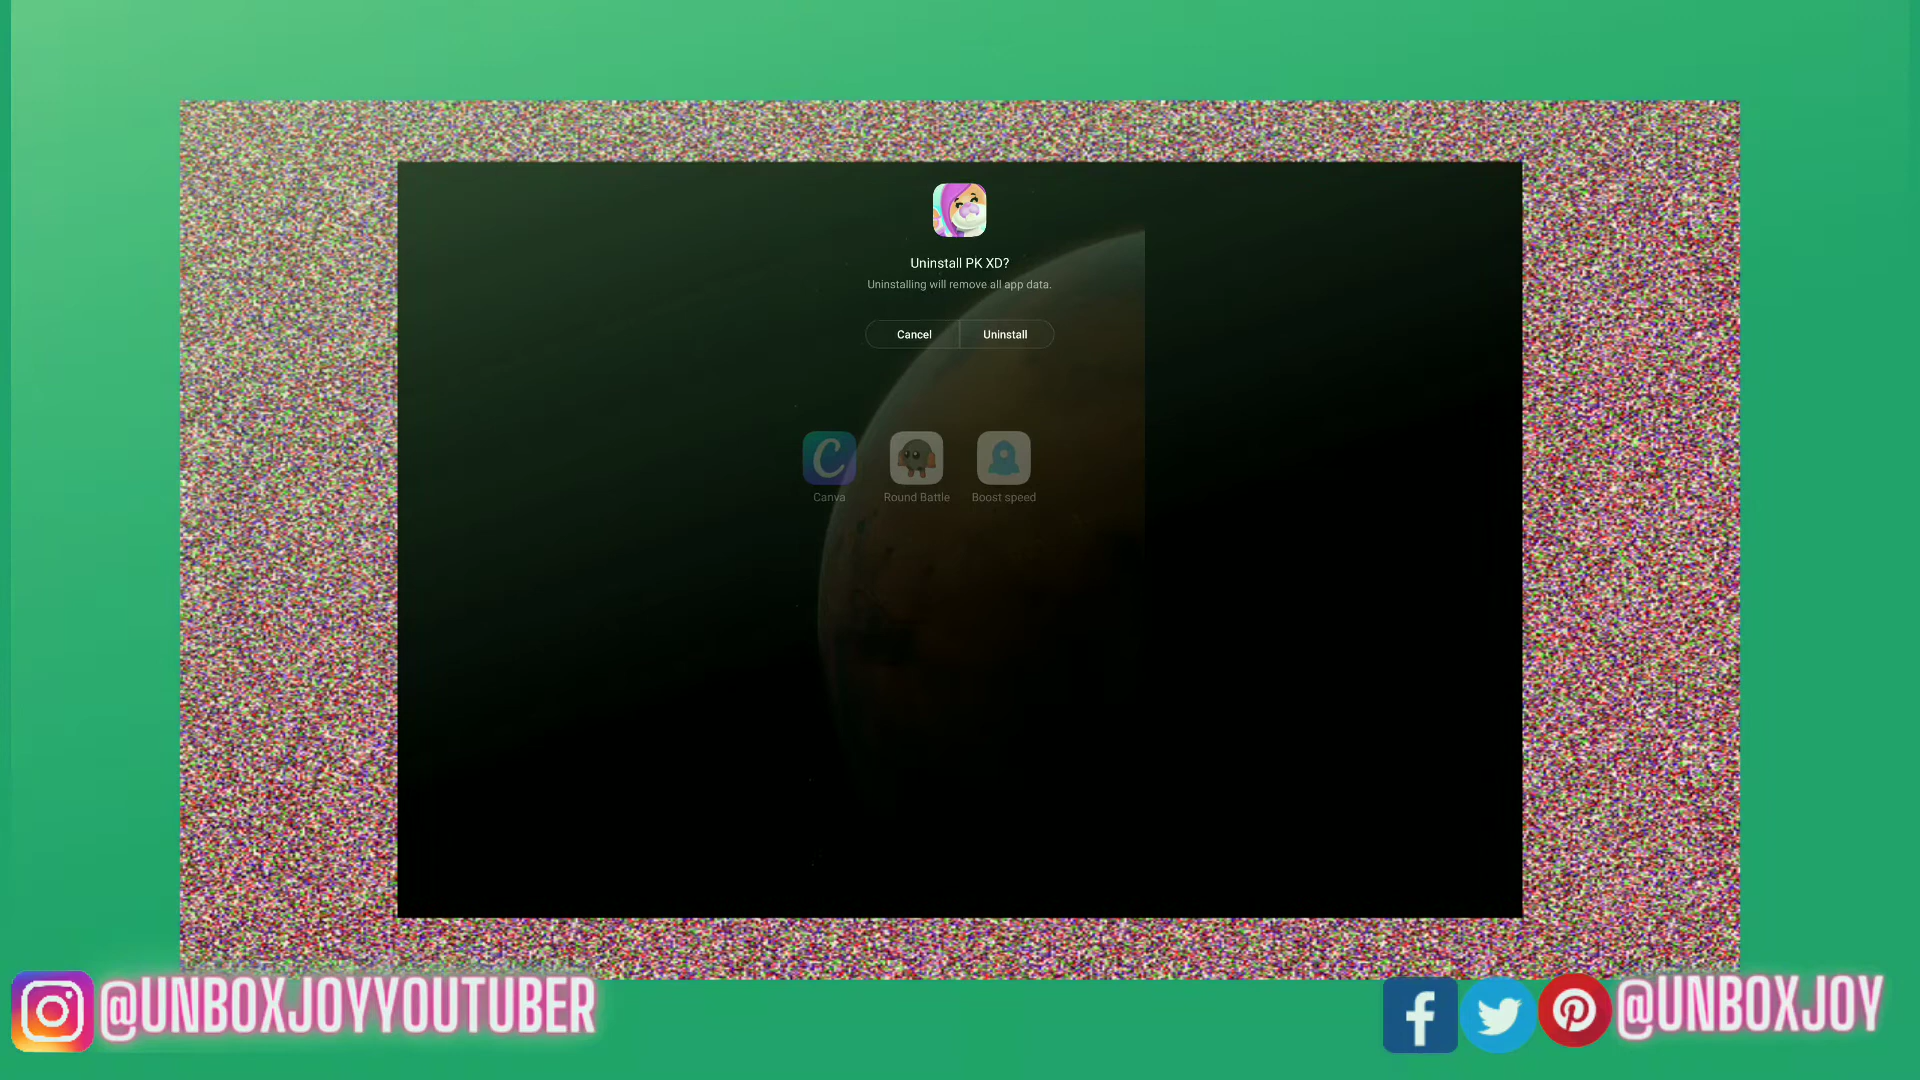 Uninstall PK XD?
Uninstalling will remove all app data.
Cancel Uninstall
Canva Round Battle Boost speed
@UNBOXJOYYOUTUBER
@UNBOXJOY